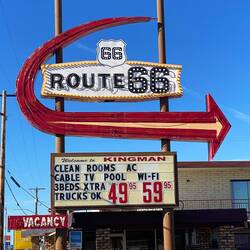 66
ROUTE 66
Welcome to KINGMAN
CLEAN ROOMS AC
CABLE TV POOL WI-FI
3BEDS XTRA 49 95 59 95
TRUCKS OK
VACANCY